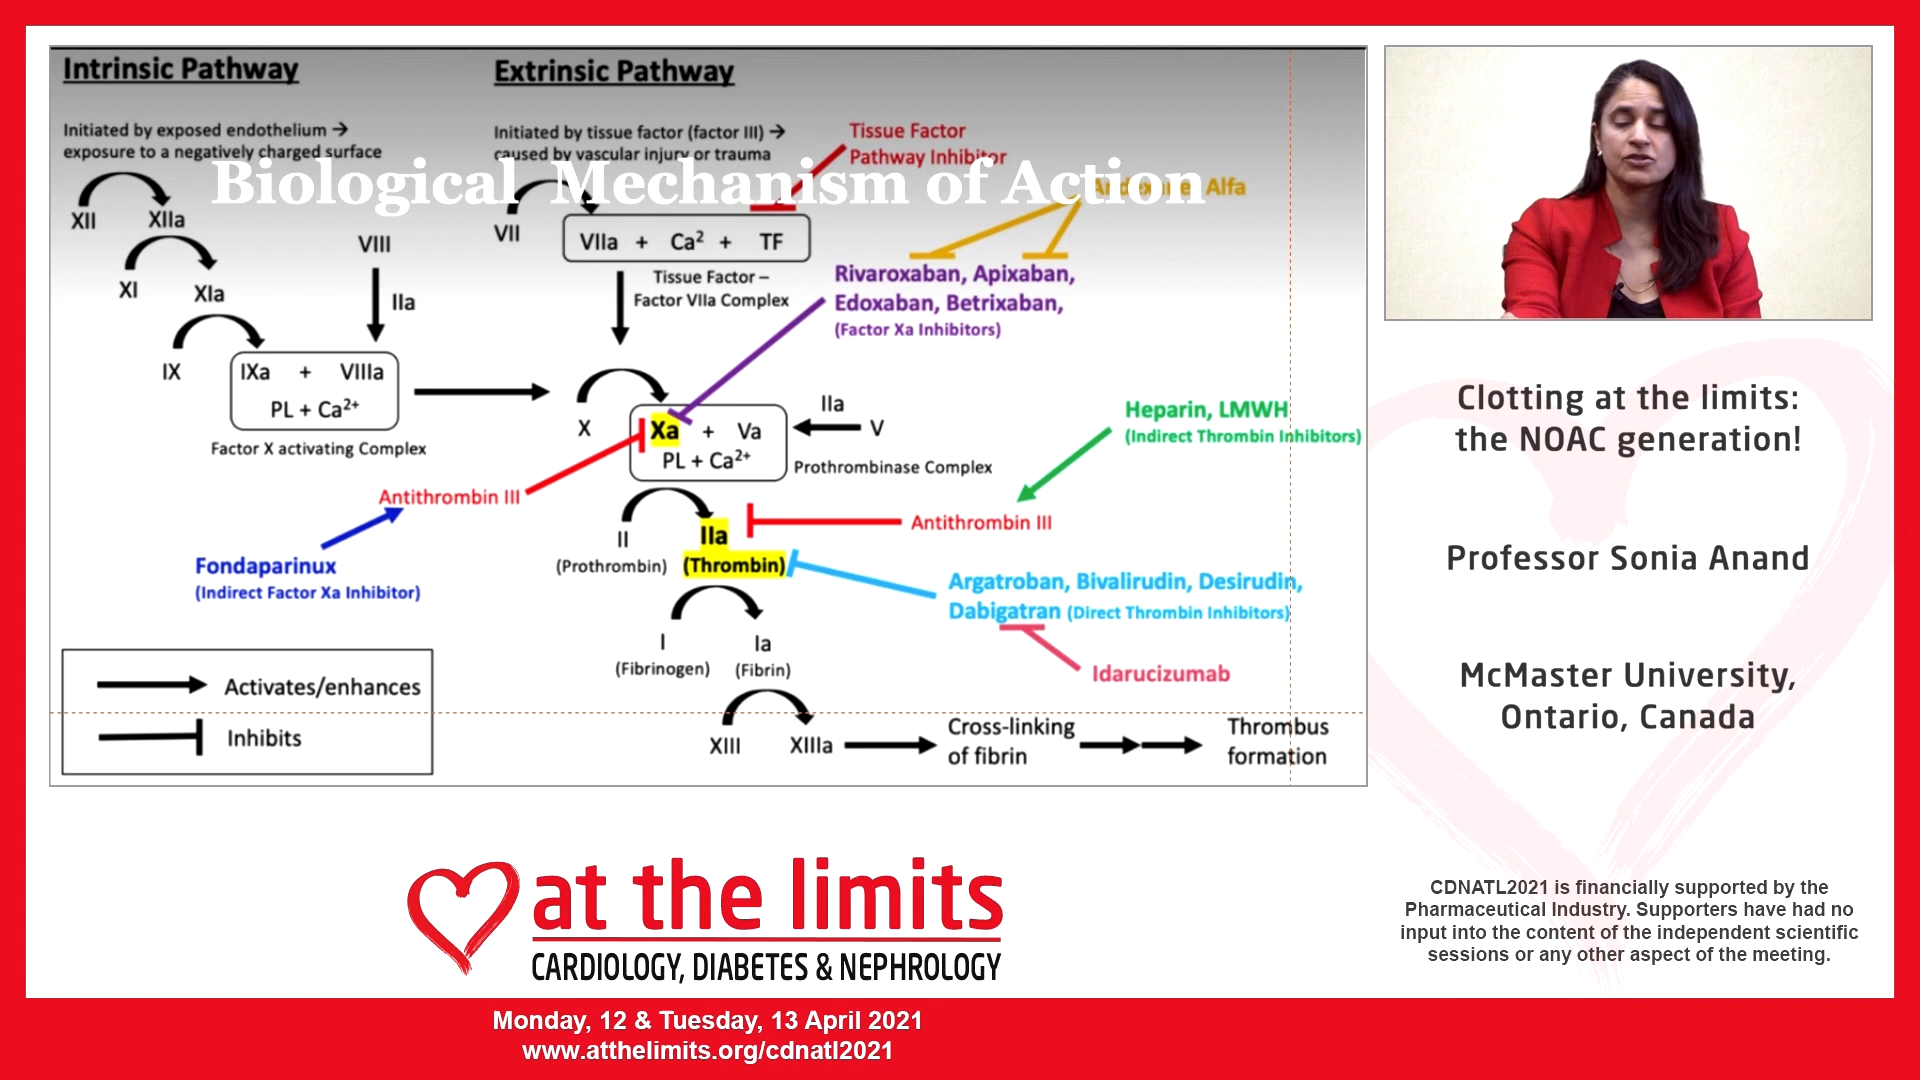 Intrinsic Pathway
Initiated by exposed endothelium →
exposure to a negatively charged surface
XII
XIIa
XI
XIa
IX
VIII
IIa
IXa + VIIIa
PL + Ca2+
Factor X activating Complex
Extrinsic Pathway
Initiated by tissue factor (factor III) →
caused by vascular injury or trauma
Biological Mechanism of Action
Tissue Factor
Pathway Inhibitor
Alfa
VII
VIIa + Ca2 + TF
Tissue Factor –
Factor VIIa Complex
Rivaroxaban, Apixaban,
Edoxaban, Betrixaban,
(Factor Xa Inhibitors)
X
Xa + Va
PL + Ca2+
IIa
V
Prothrombinase Complex
Heparin, LMWH
(Indirect Thrombin Inhibitors)
Antithrombin III
Fondaparinux
(Indirect Factor Xa Inhibitor)
II
(Prothrombin)
IIa
(Thrombin)
Antithrombin III
Argatroban, Bivalirudin, Desirudin,
Dabigatran (Direct Thrombin Inhibitors)
Idarucizumab
I
(Fibrinogen)
Ia
(Fibrin)
XIII
XIIIa
Cross-linking
of fibrin
Thrombus
formation
Activates/enhances
Inhibits
Clotting at the limits:
the NOAC generation!
Professor Sonia Anand
McMaster University,
Ontario, Canada
CDNATL2021 is financially supported by the
Pharmaceutical Industry. Supporters have had no
input into the content of the independent scientific
sessions or any other aspect of the meeting.
at the limits
CARDIOLOGY, DIABETES & NEPHROLOGY
Monday, 12 & Tuesday, 13 April 2021
www.atthelimits.org/cdnatl2021